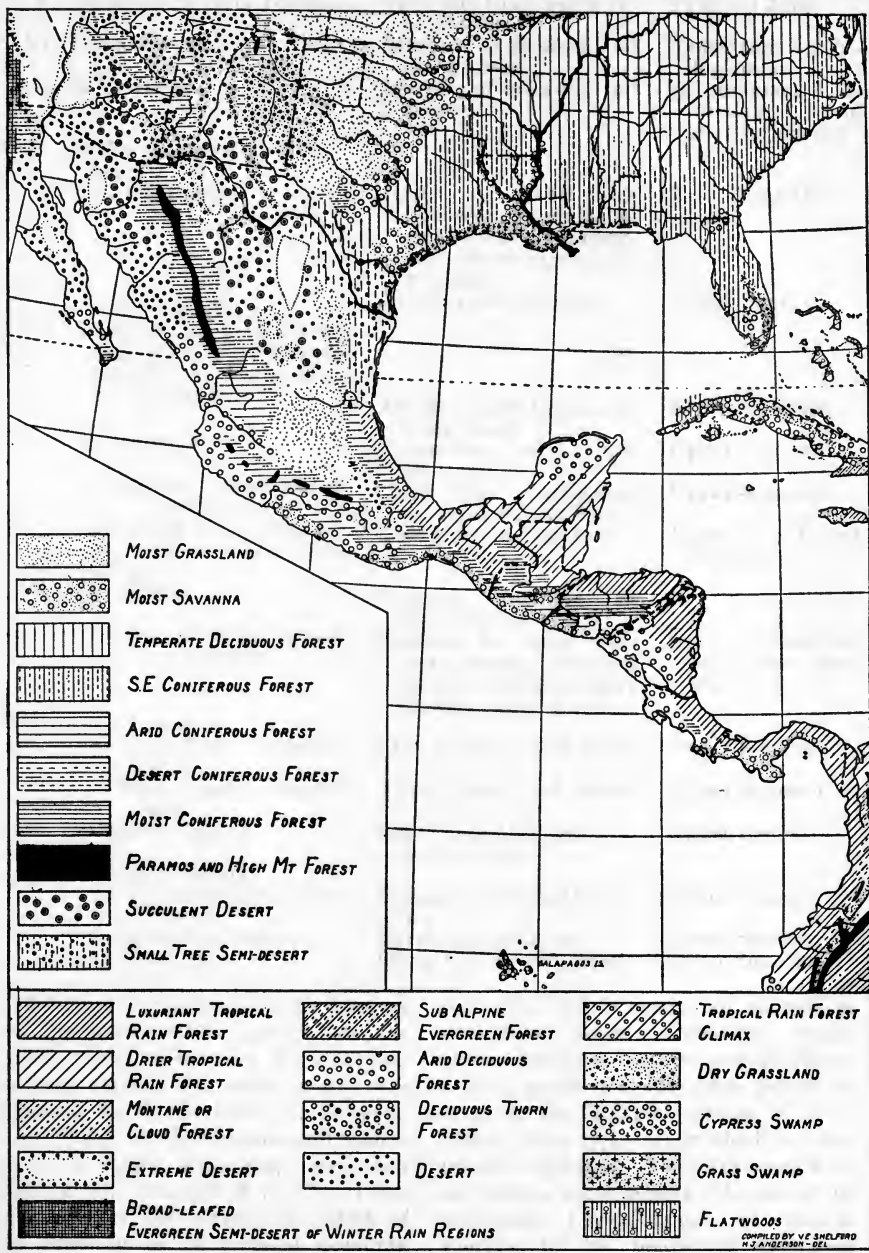 MOIST GRASSLAND
MOIST SAVANNA
TEMPERATE DECIDUOUS FOREST
S.E CONIFEROUS FOREST
ARID CONIFEROUS FOREST
DESERT CONIFEROUS FOREST
MOIST CONIFEROUS FOREST
PARAMOS AND HIGH MT FOREST
SUCCULENT DESERT
SMALL TREE SEMI-DESERT
GALAPAGOS IS.
LUXURIANT TROPICAL
RAIN FOREST
DRIER TROPICAL
RAIN FOREST
MONTANE OR
CLOUD FOREST
EXTREME DESERT
BROAD-LEAFED
EVERGREEN SEMI-DESERT OF WINTER RAIN REGIONS
SUB ALPINE
EVERGREEN FOREST
ARID DECIDUOUS
FOREST
DECIDUOUS THORN
FOREST
DESERT
TROPICAL RAIN FOREST
CLIMAX
DRY GRASSLAND
CYPRESS SWAMP
GRASS SWAMP
FLATWOODS
COMPILED BY V.E SHELFORD
H.J. ANDERSON - DEL